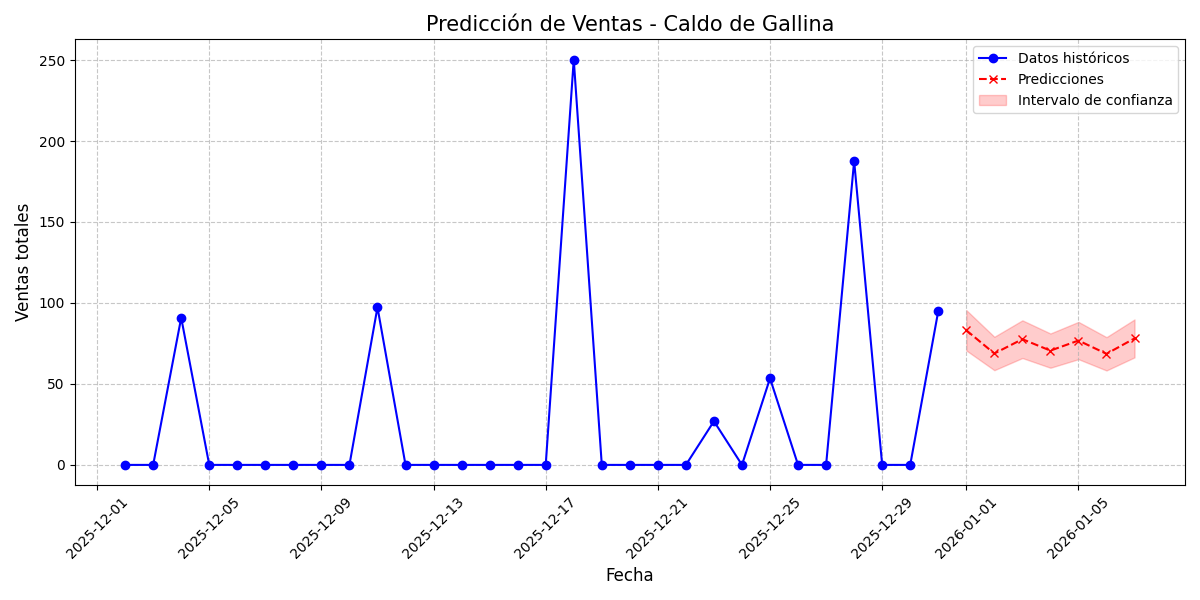 Predicción de Ventas - Caldo de Gallina
Datos históricos
Predicciones
Intervalo de confianza
Ventas totales
250
200
150
100
50
0
2025-12-01
2025-12-05
2025-12-09
2025-12-13
2025-12-17
2025-12-21
2025-12-25
2025-12-29
2026-01-01
2026-01-05
Fecha